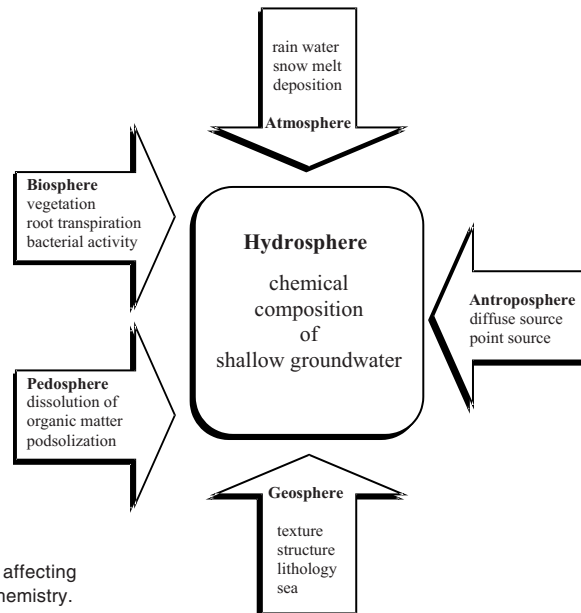 rain water
snow melt
deposition
Atmosphere
Biosphere
vegetation
root transpiration
bacterial activity
Hydrosphere
chemical
composition
of
shallow groundwater
Antroposphere
diffuse source
point source
Pedosphere
dissolution of
organic matter
podsolization
Geosphere
texture
structure
lithology
sea
affecting
hemistry.